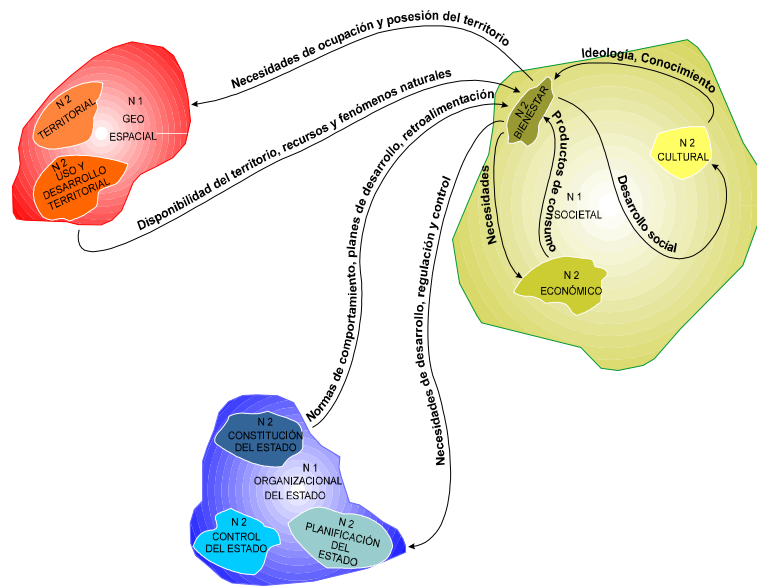 Necesidades de ocupación y posesión del territorio
N 2
TERRITORIAL
N 1
GEO
ESPACIAL
N 2
USO Y
DESARROLLO
TERRITORIAL
Disponibilidad del territorio, recursos y fenómenos naturales
Normas de comportamiento, planes de desarrollo, retroalimentación
Necesidades de desarrollo, regulación y control
Ideología, Conocimiento
N 2
BIENESTAR
N 2
CULTURAL
Necesidades
Productos de consumo
Desarrollo social
N 1
SOCIETAL
N 2
ECONÓMICO
N 2
CONSTITUCIÓN
DEL ESTADO
N 1
ORGANIZACIONAL
DEL ESTADO
N 2
CONTROL
DEL ESTADO
N 2
PLANIFICACIÓN
DEL
ESTADO